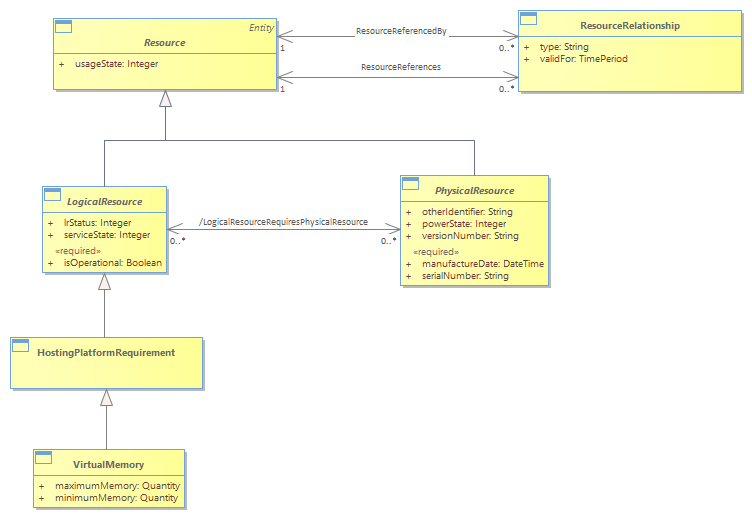 Entity
Resource
+ usageState: Integer
ResourceReferencedBy
1
0..*
ResourceReferences
1
0..*
ResourceRelationship
+ type: String
+ validFor: TimePeriod
LogicalResource
+ lrStatus: Integer
+ serviceState: Integer
«required»
+ isOperational: Boolean
/LogicalResourceRequiresPhysicalResource
0..*
0..*
PhysicalResource
+ otherIdentifier: String
+ powerState: Integer
+ versionNumber: String
«required»
+ manufactureDate: DateTime
+ serialNumber: String
HostingPlatformRequirement
VirtualMemory
+ maximumMemory: Quantity
+ minimumMemory: Quantity